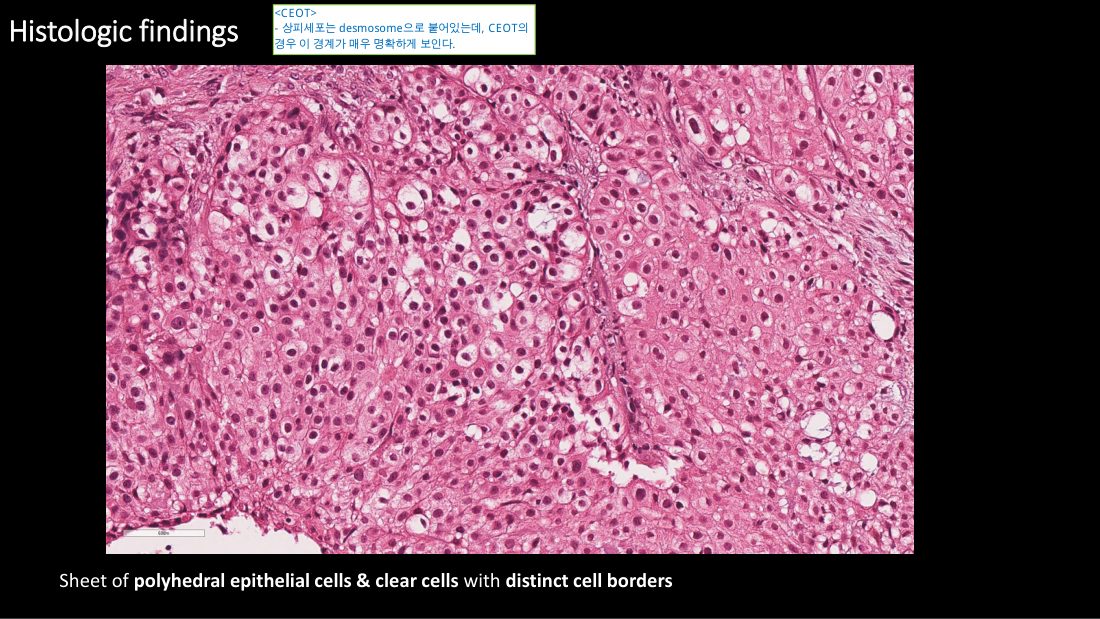 Histologic findings
<CEOT>
- 상피세포는 desmosome으로 붙어있는데, CEOT의
경우 이 경계가 매우 명확하게 보인다.
Sheet of polyhedral epithelial cells & clear cells with distinct cell borders